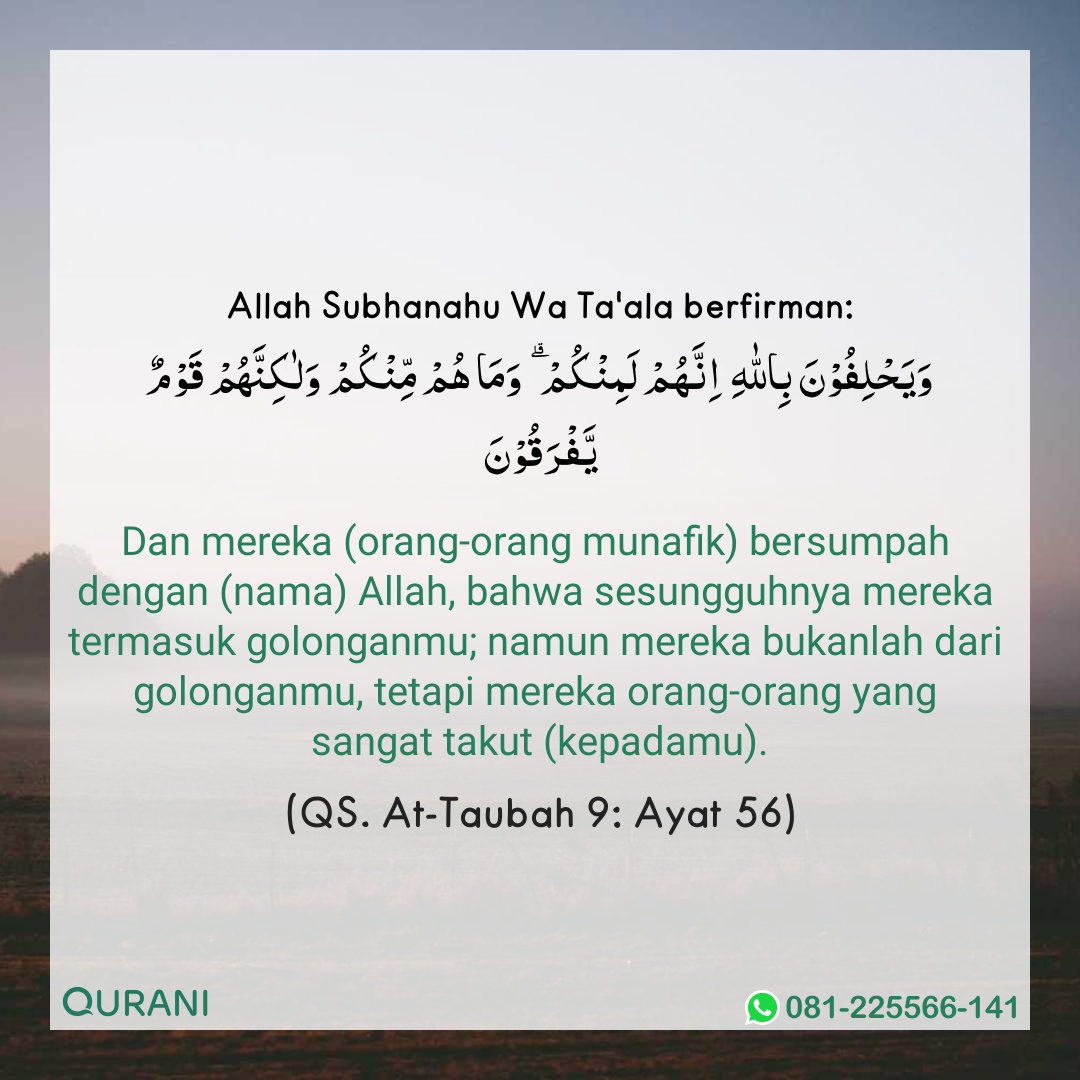 Allah Subhanahu Wa Ta'ala berfirman:
وَيَحْلِفُوْنَ بِاللّٰهِ اِنَّهُمْ لَمِنْكُمْ ۗ وَمَا هُمْ مِّنْكُمْ وَلٰـكِنَّهُمْ قَوْمٌ
يَّفْرَقُوْنَ
Dan mereka (orang-orang munafik) bersumpah
dengan (nama) Allah, bahwa sesungguhnya mereka
termasuk golonganmu; namun mereka bukanlah dari
golonganmu, tetapi mereka orang-orang yang
sangat takut (kepadamu).
(QS. At-Taubah 9: Ayat 56)
QURANI
081-225566-141